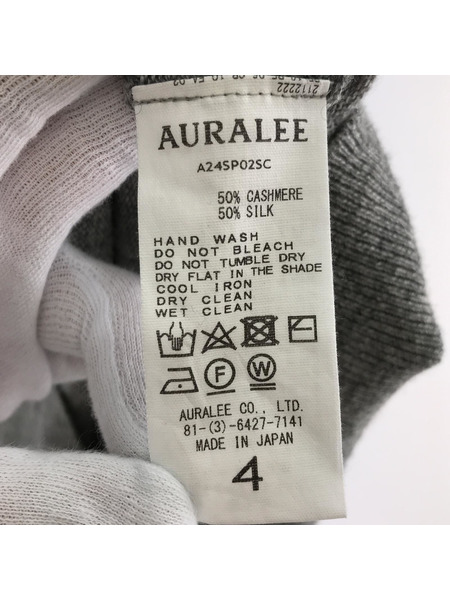 2112222
AURALEE
A24SP02SC
50% CASHMERE
50% SILK
HAND WASH
DO NOT BLEACH
DO NOT TUMBLE DRY
DRY FLAT IN THE SHADE
COOL IRON
DRY CLEAN
WET CLEAN
F W
AURALEE CO., LTD.
81-(3)-6427-7141
MADE IN JAPAN
4